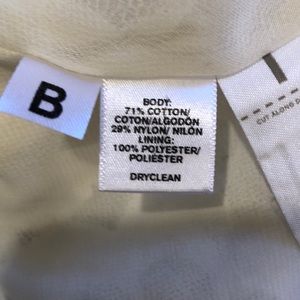 B
BODY:
71% COTTON/
COTON/ALGODÓN
29% NYLON/ NILÓN
LINING:
100% POLYESTER/
POLIÉSTER
DRYCLEAN
CUT ALONG